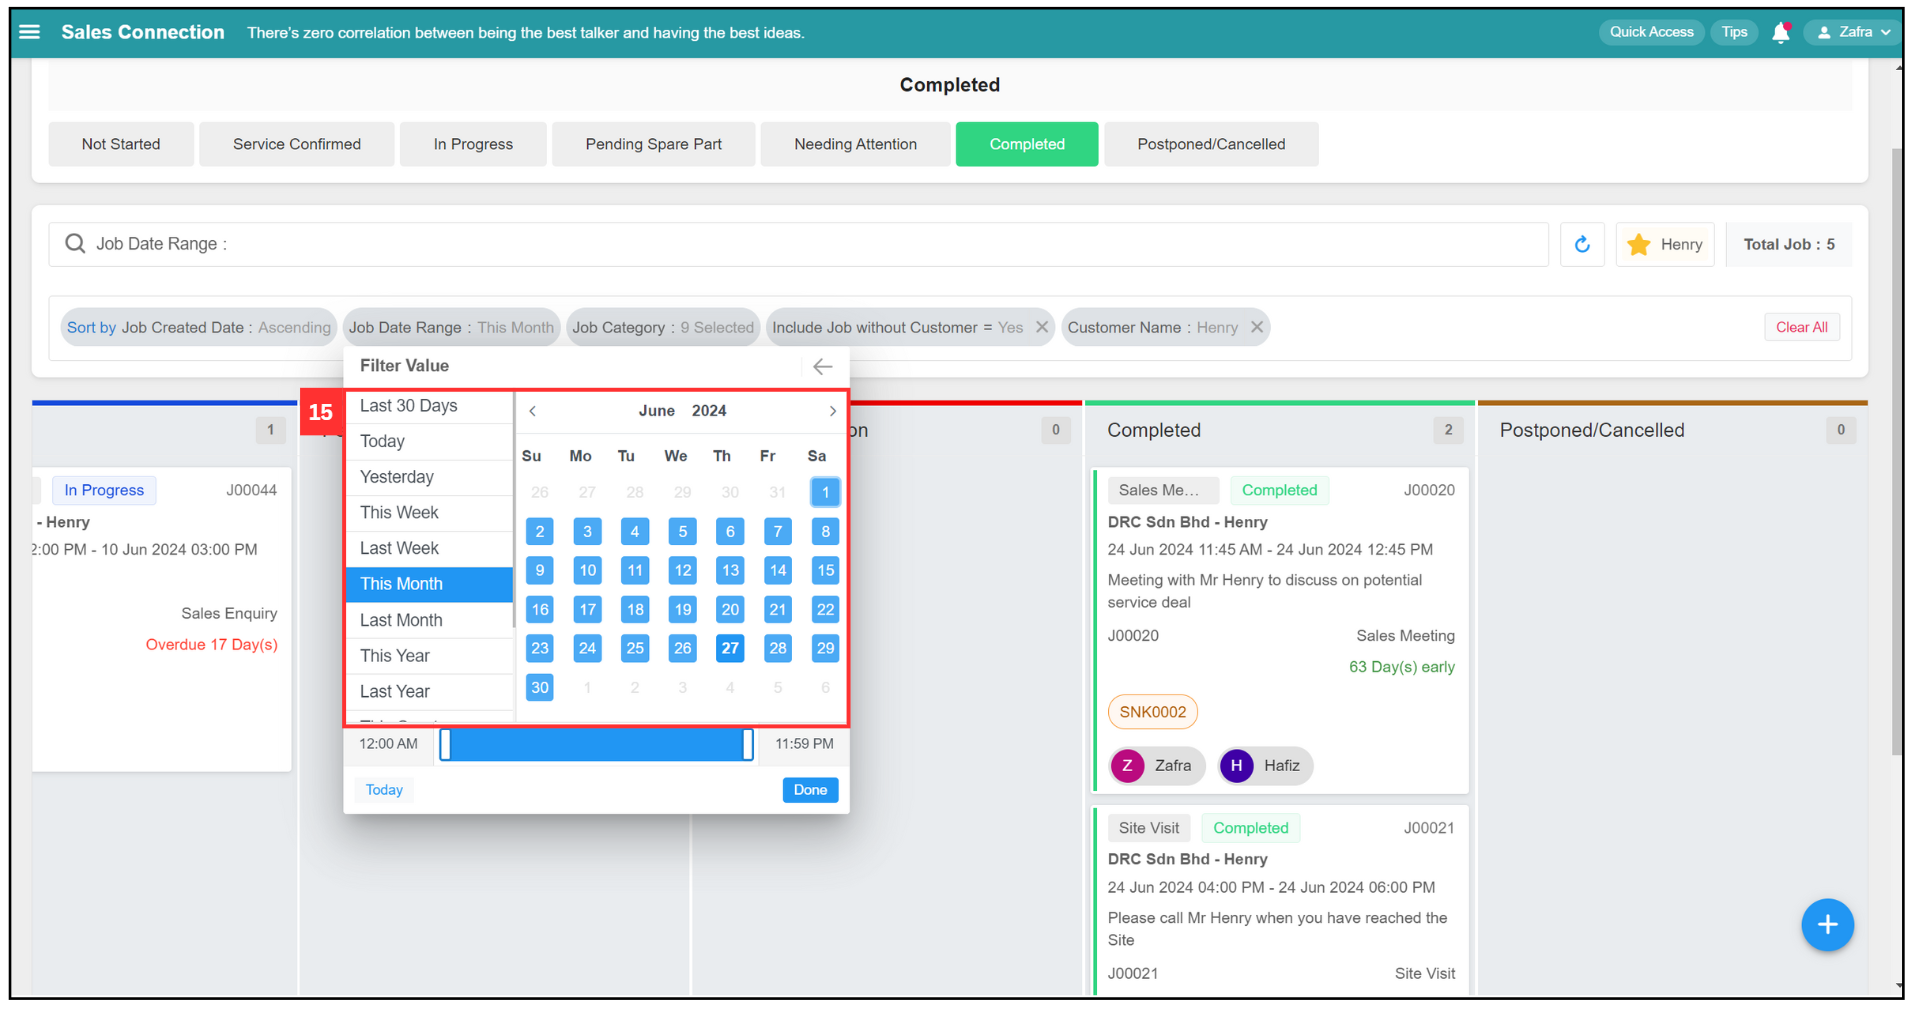 Sales Connection There's zero correlation between being the best talker and having the best ideas. Quick Access Tips Zafra
Completed
Not Started Service Confirmed In Progress Pending Spare Part Needing Attention Completed Postponed/Cancelled
Job Date Range : Henry Total Job : 5
Sort by Job Created Date : Ascending Job Date Range : This Month Job Category : 9 Selected Include Job without Customer = Yes Customer Name : Henry Clear All
Filter Value
15
Last 30 Days
Today
Yesterday
This Week
Last Week
This Month
Last Month
This Year
Last Year
June 2024
Su Mo Tu We Th Fr Sa
26 27 28 29 30 31 1
2 3 4 5 6 7 8
9 10 11 12 13 14 15
16 17 18 19 20 21 22
23 24 25 26 27 28 29
30 1 2 3 4 5 6
12:00 AM 11:59 PM
Today Done
1
In Progress J00044
- Henry
2:00 PM - 10 Jun 2024 03:00 PM
Sales Enquiry
Overdue 17 Day(s)
on 0
Completed 2
Sales Me... Completed J00020
DRC Sdn Bhd - Henry
24 Jun 2024 11:45 AM - 24 Jun 2024 12:45 PM
Meeting with Mr Henry to discuss on potential
service deal
J00020 Sales Meeting
63 Day(s) early
SNK0002
Z Zafra H Hafiz
Site Visit Completed J00021
DRC Sdn Bhd - Henry
24 Jun 2024 04:00 PM - 24 Jun 2024 06:00 PM
Please call Mr Henry when you have reached the
Site
J00021 Site Visit
Postponed/Cancelled 0